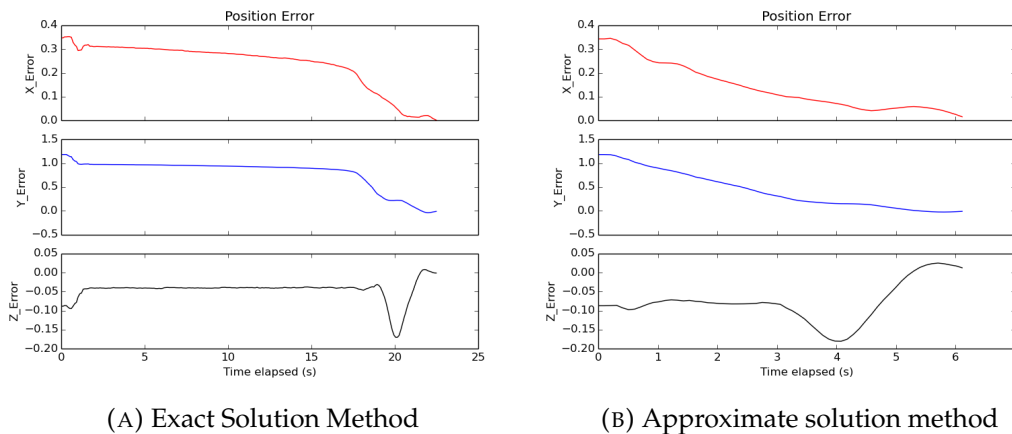 Position Error
0.4
0.3
0.2
0.1
0.0
X_Error
1.5
1.0
0.5
0.0
−0.5
Y_Error
0.05
0.00
−0.05
−0.10
−0.15
−0.20
Z_Error
0 5 10 15 20 25
Time elapsed (s)
(A) Exact Solution Method
Position Error
0.4
0.3
0.2
0.1
0.0
X_Error
1.5
1.0
0.5
0.0
−0.5
Y_Error
0.05
0.00
−0.05
−0.10
−0.15
−0.20
Z_Error
0 1 2 3 4 5 6
Time elapsed (s)
(B) Approximate solution method